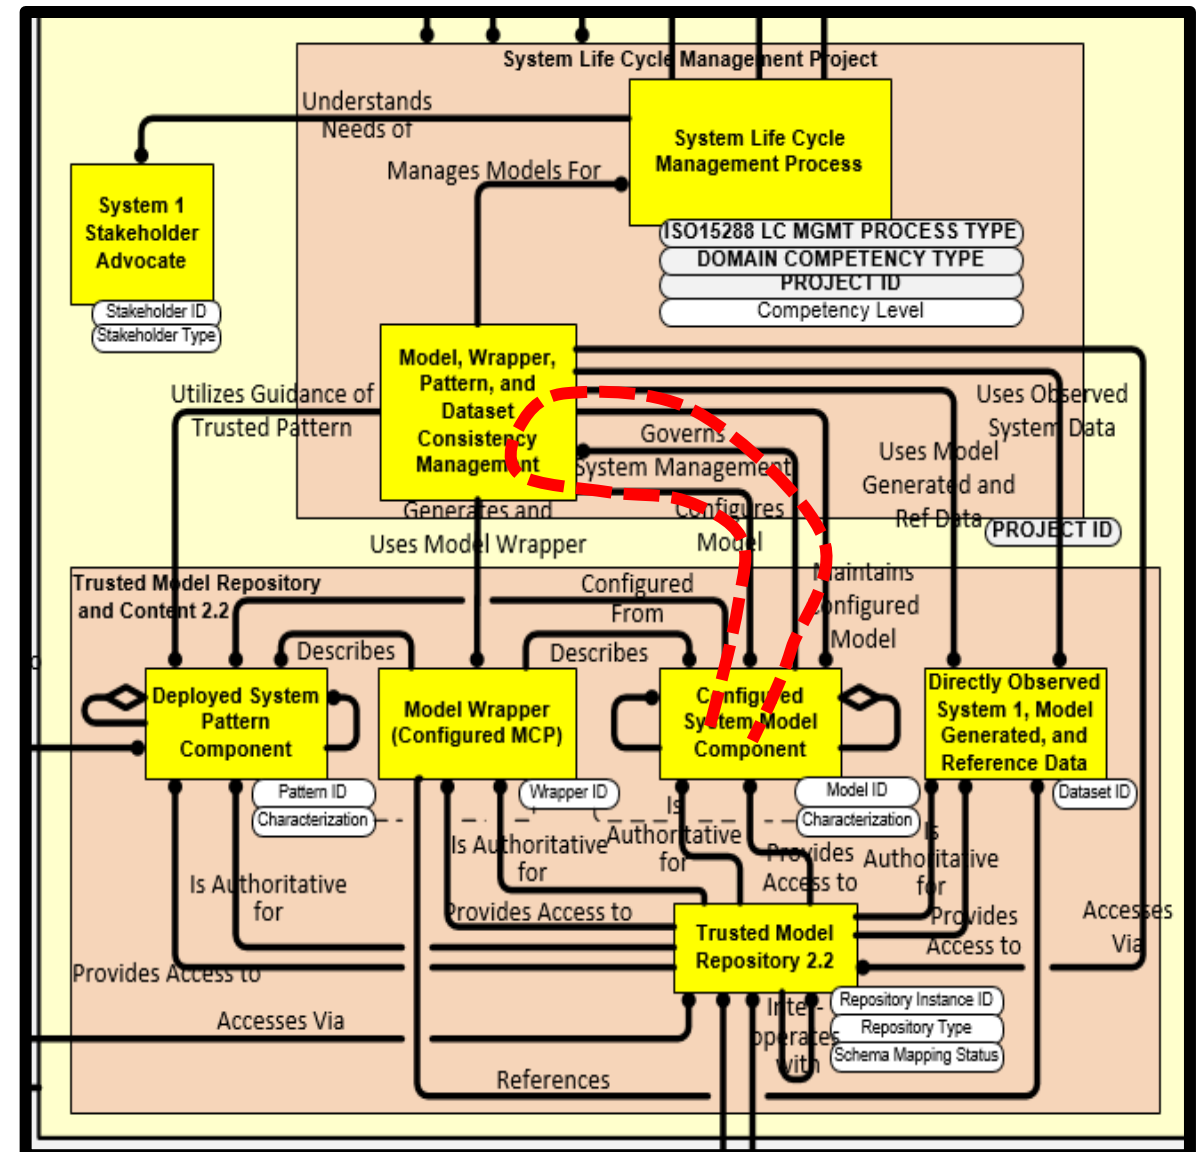 System Life Cycle Management Project
Understands
Needs of
System Life Cycle
Management Process
Manages Models For
System 1
Stakeholder
Advocate
ISO15288 LC MGMT PROCESS TYPE
DOMAIN COMPETENCY TYPE
PROJECT ID
Competency Level
Stakeholder ID
Stakeholder Type
Model, Wrapper,
Pattern, and
Dataset
Consistency
Management
Utilizes Guidance of
Trusted Pattern
Uses Observed
System Data
Governs
System Management
Uses Model
Generated and
Ref Data
Configures
Model
PROJECT ID
Generates and
Uses Model Wrapper
Trusted Model Repository
and Content 2.2
Configured
From
Maintains
Configured
Model
Describes
Describes
Deployed System
Pattern
Component
Model Wrapper
(Configured MCP)
Configured
System Model
Component
Directly Observed
System 1, Model
Generated, and
Reference Data
Pattern ID
Characterization
Wrapper ID
Model ID
Characterization
Dataset ID
Is Authoritative
for
Is Authoritative
for
Is
Authoritative
for
Provides
Access to
Is
Authoritative
for
Provides Access to
Provides
Access to
Accesses
Via
Trusted Model
Repository 2.2
Provides Access to
Accesses Via
Inter-
operates
with
Repository Instance ID
Repository Type
Schema Mapping Status
References